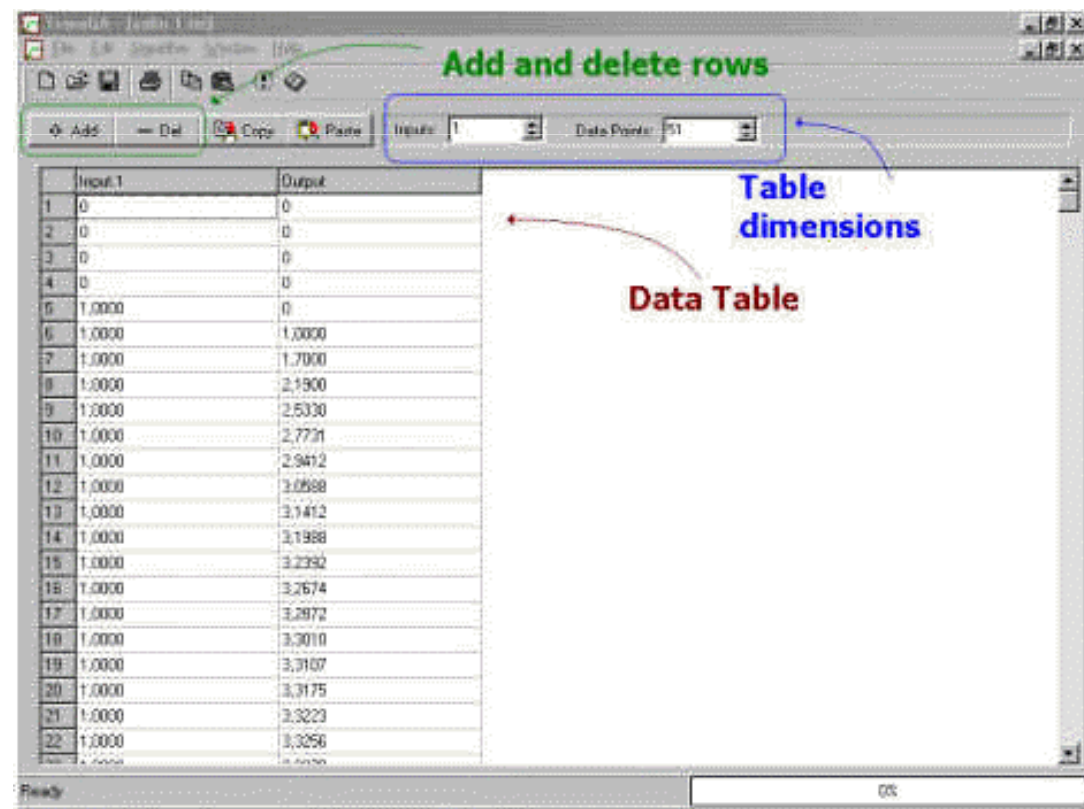 File Edit Algorithm Window Help
Add and delete rows
Add Del Copy Paste Inputs: 1 Data Points: 51
Table
dimensions
Data Table
Input 1 Output
1 0 0
2 0 0
3 0 0
4 0 0
5 1,0000 0
6 1,0000 1,0000
7 1,0000 1,7000
8 1,0000 2,1900
9 1,0000 2,5330
10 1,0000 2,7731
11 1,0000 2,9412
12 1,0000 3,0588
13 1,0000 3,1412
14 1,0000 3,1988
15 1,0000 3,2392
16 1,0000 3,2674
17 1,0000 3,2872
18 1,0000 3,3010
19 1,0000 3,3107
20 1,0000 3,3175
21 1,0000 3,3223
22 1,0000 3,3256
Ready 0%